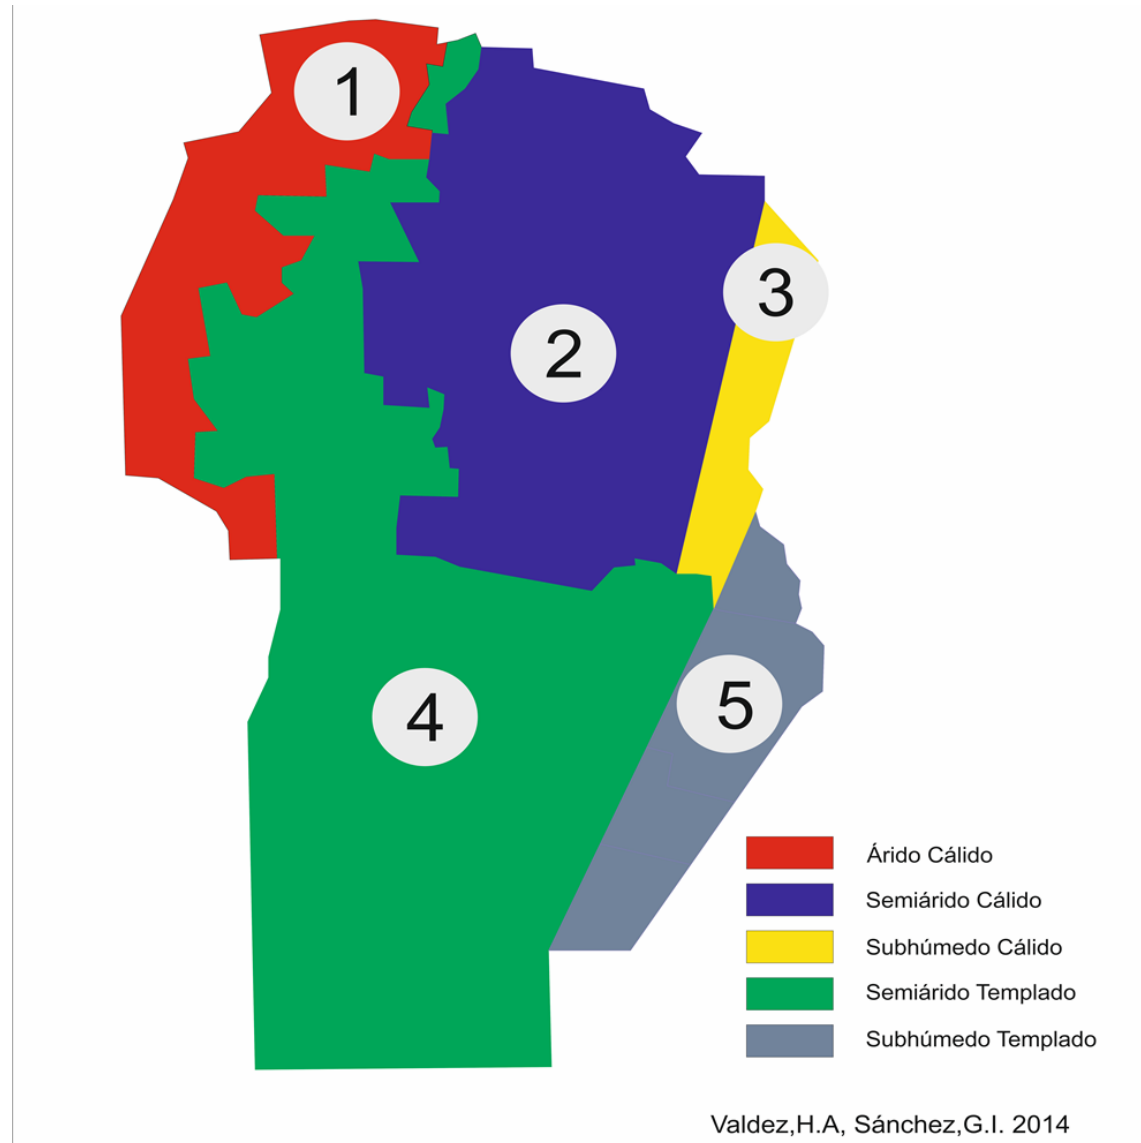 1
2
3
4
5
Árido Cálido
Semiárido Cálido
Subhúmedo Cálido
Semiárido Templado
Subhúmedo Templado
Valdez,H.A, Sánchez,G.I. 2014